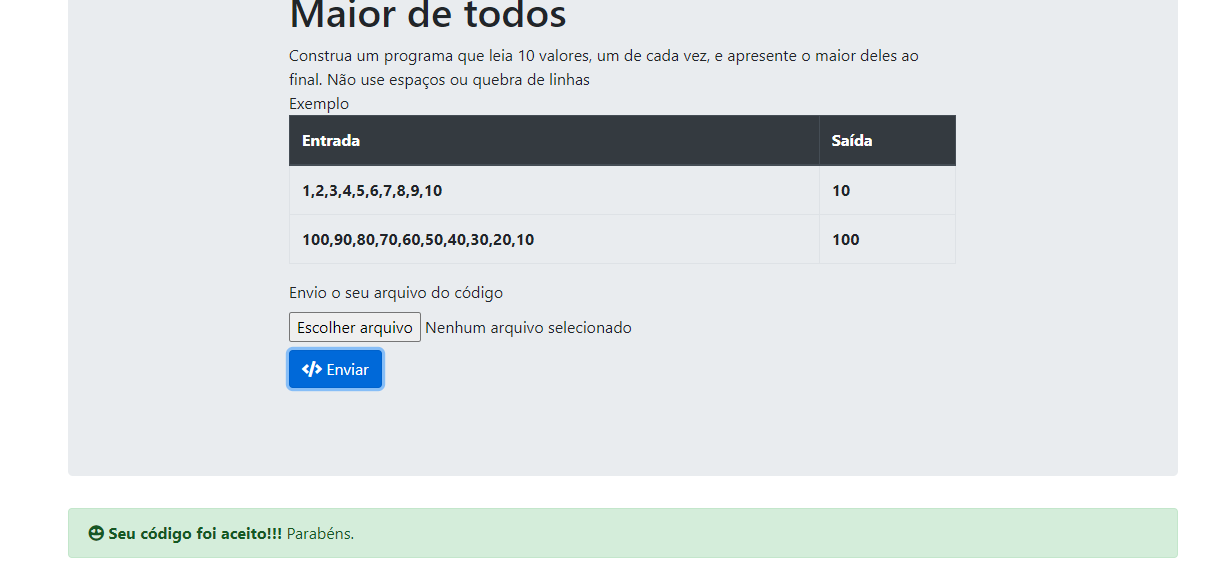 Maior de todos
Construa um programa que leia 10 valores, um de cada vez, e apresente o maior deles ao
final. Não use espaços ou quebra de linhas
Exemplo
Entrada Saída
1,2,3,4,5,6,7,8,9,10 10
100,90,80,70,60,50,40,30,20,10 100
Envio o seu arquivo do código
Escolher arquivo Nenhum arquivo selecionado
</> Enviar
Seu código foi aceito!!! Parabéns.